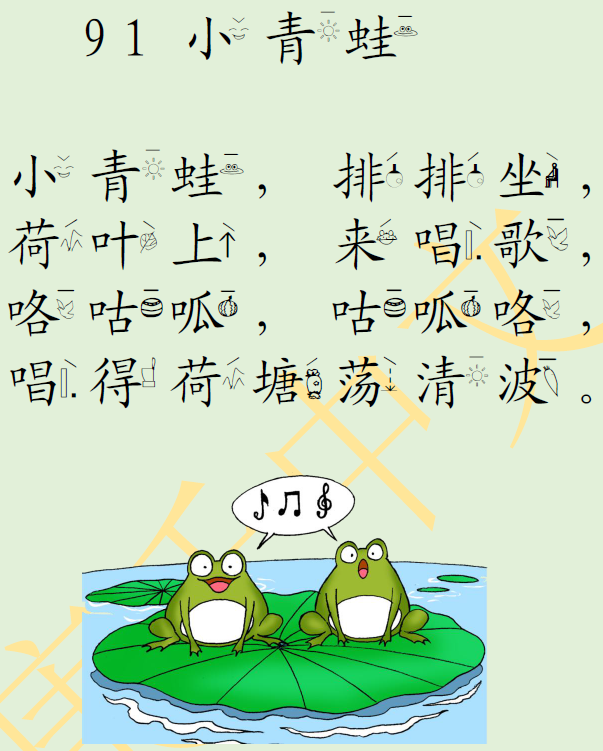 91 小青蛙
小青蛙， 排排坐，
荷叶上， 来唱歌，
咯咕呱， 咕呱咯，
唱得荷塘荡清波。